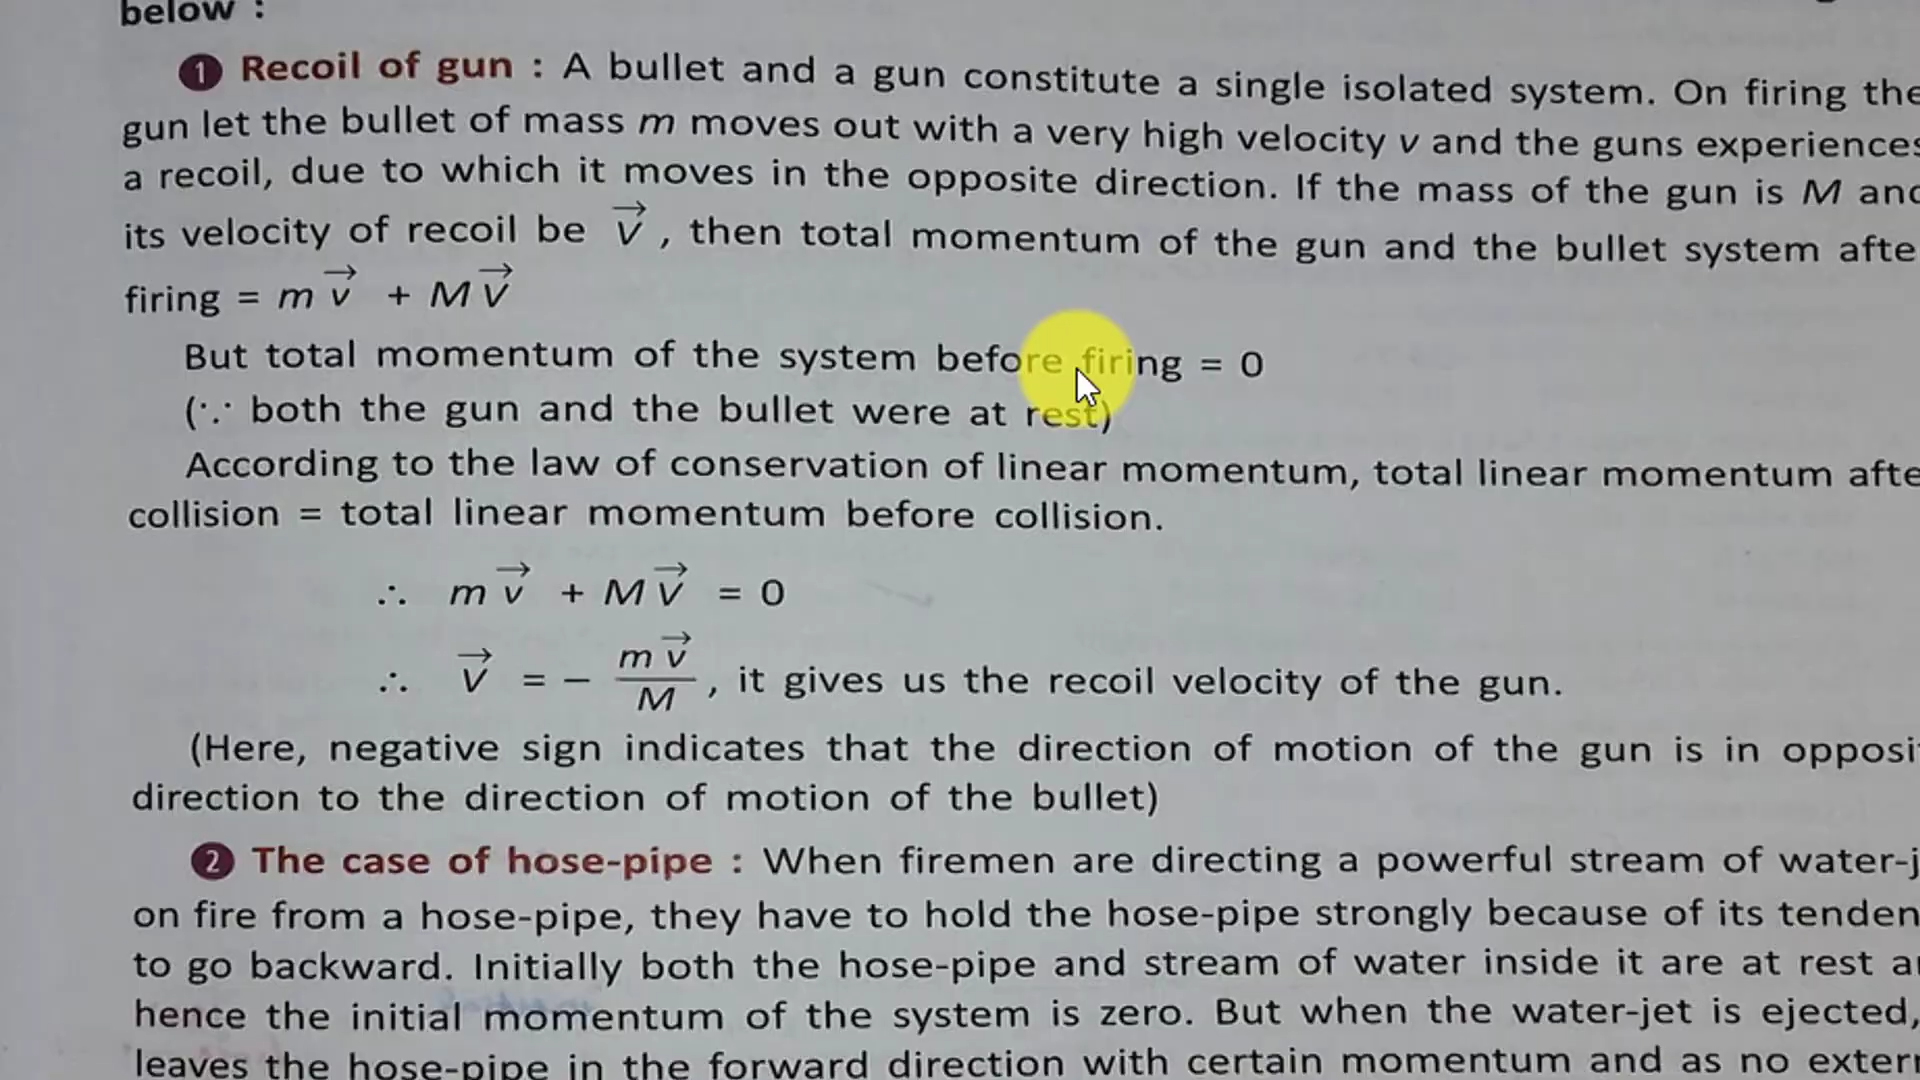 below :
1 Recoil of gun : A bullet and a gun constitute a single isolated system. On firing the
gun let the bullet of mass m moves out with a very high velocity v and the guns experiences
a recoil, due to which it moves in the opposite direction. If the mass of the gun is M and
its velocity of recoil be \vec{V} , then total momentum of the gun and the bullet system afte
firing = m \vec{v} + M \vec{V}
But total momentum of the system before firing = 0
(∵ both the gun and the bullet were at rest)
According to the law of conservation of linear momentum, total linear momentum afte
collision = total linear momentum before collision.
∴ m \vec{v} + M \vec{V} = 0
∴ \vec{V} = − \frac{m \vec{v}}{M} , it gives us the recoil velocity of the gun.
(Here, negative sign indicates that the direction of motion of the gun is in opposi
direction to the direction of motion of the bullet)
2 The case of hose-pipe : When firemen are directing a powerful stream of water-j
on fire from a hose-pipe, they have to hold the hose-pipe strongly because of its tenden
to go backward. Initially both the hose-pipe and stream of water inside it are at rest a
hence the initial momentum of the system is zero. But when the water-jet is ejected,
leaves the hose-pipe in the forward direction with certain momentum and as no extern